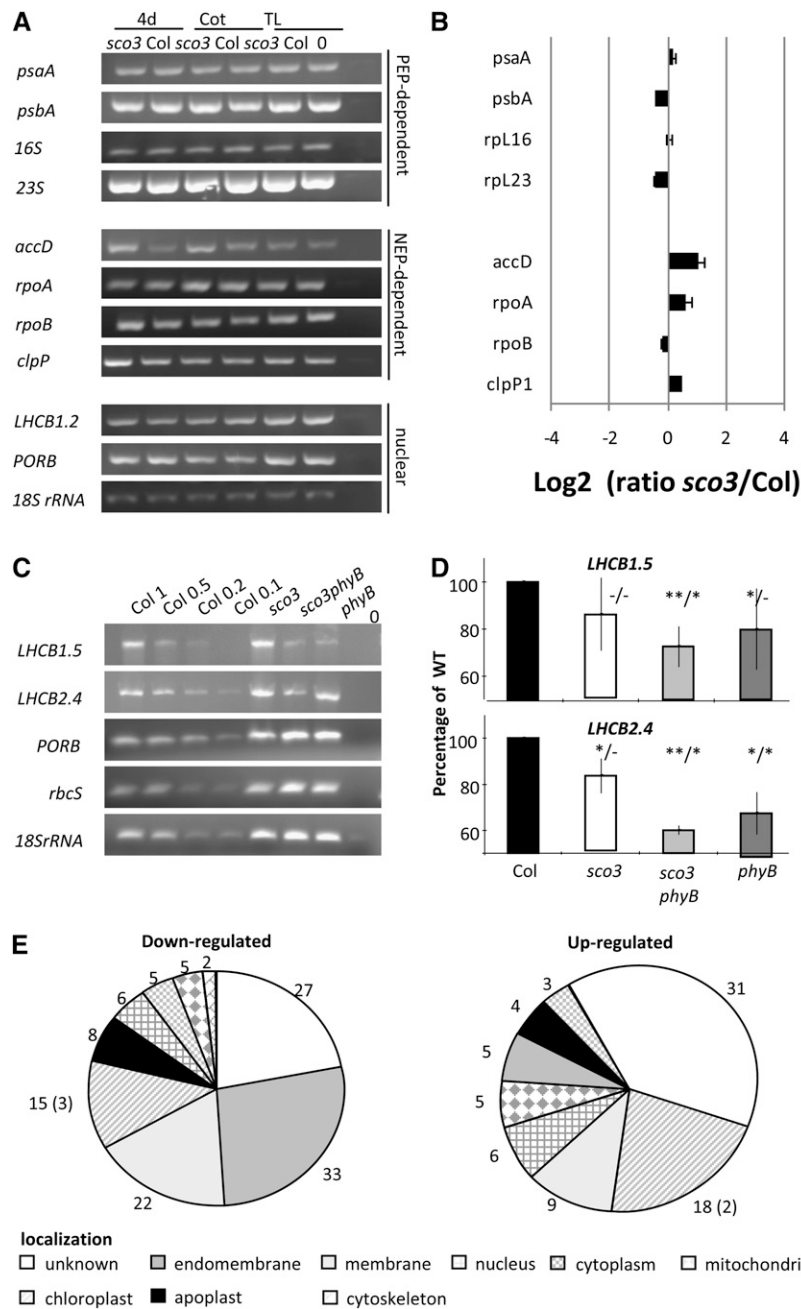 A
4d Cot TL
sco3 Col sco3 Col sco3 Col 0
psaA
psbA
16S
23S
PEP-dependent
accD
rpoA
rpoB
clpP
NEP-dependent
LHCB1.2
PORB
18S rRNA
nuclear
B
psaA
psbA
rpL16
rpL23
accD
rpoA
rpoB
clpP1
-4 -2 0 2 4
Log2 (ratio sco3/Col)
C
Col 1 Col 0.5 Col 0.2 Col 0.1 sco3 sco3phyB phyB 0
LHCB1.5
LHCB2.4
PORB
rbcS
18SrRNA
D
Percentage of WT
LHCB1.5
100
80
60
-/- **/* */-
LHCB2.4
100
80
60
*/- **/* */*
Col sco3 sco3 phyB phyB
E
Down-regulated
27
33
22
15 (3)
8
6
5
5
2
Up-regulated
31
18 (2)
9
6
5
5
4
3
localization
unknown endomembrane membrane nucleus cytoplasm mitochondri
chloroplast apoplast cytoskeleton